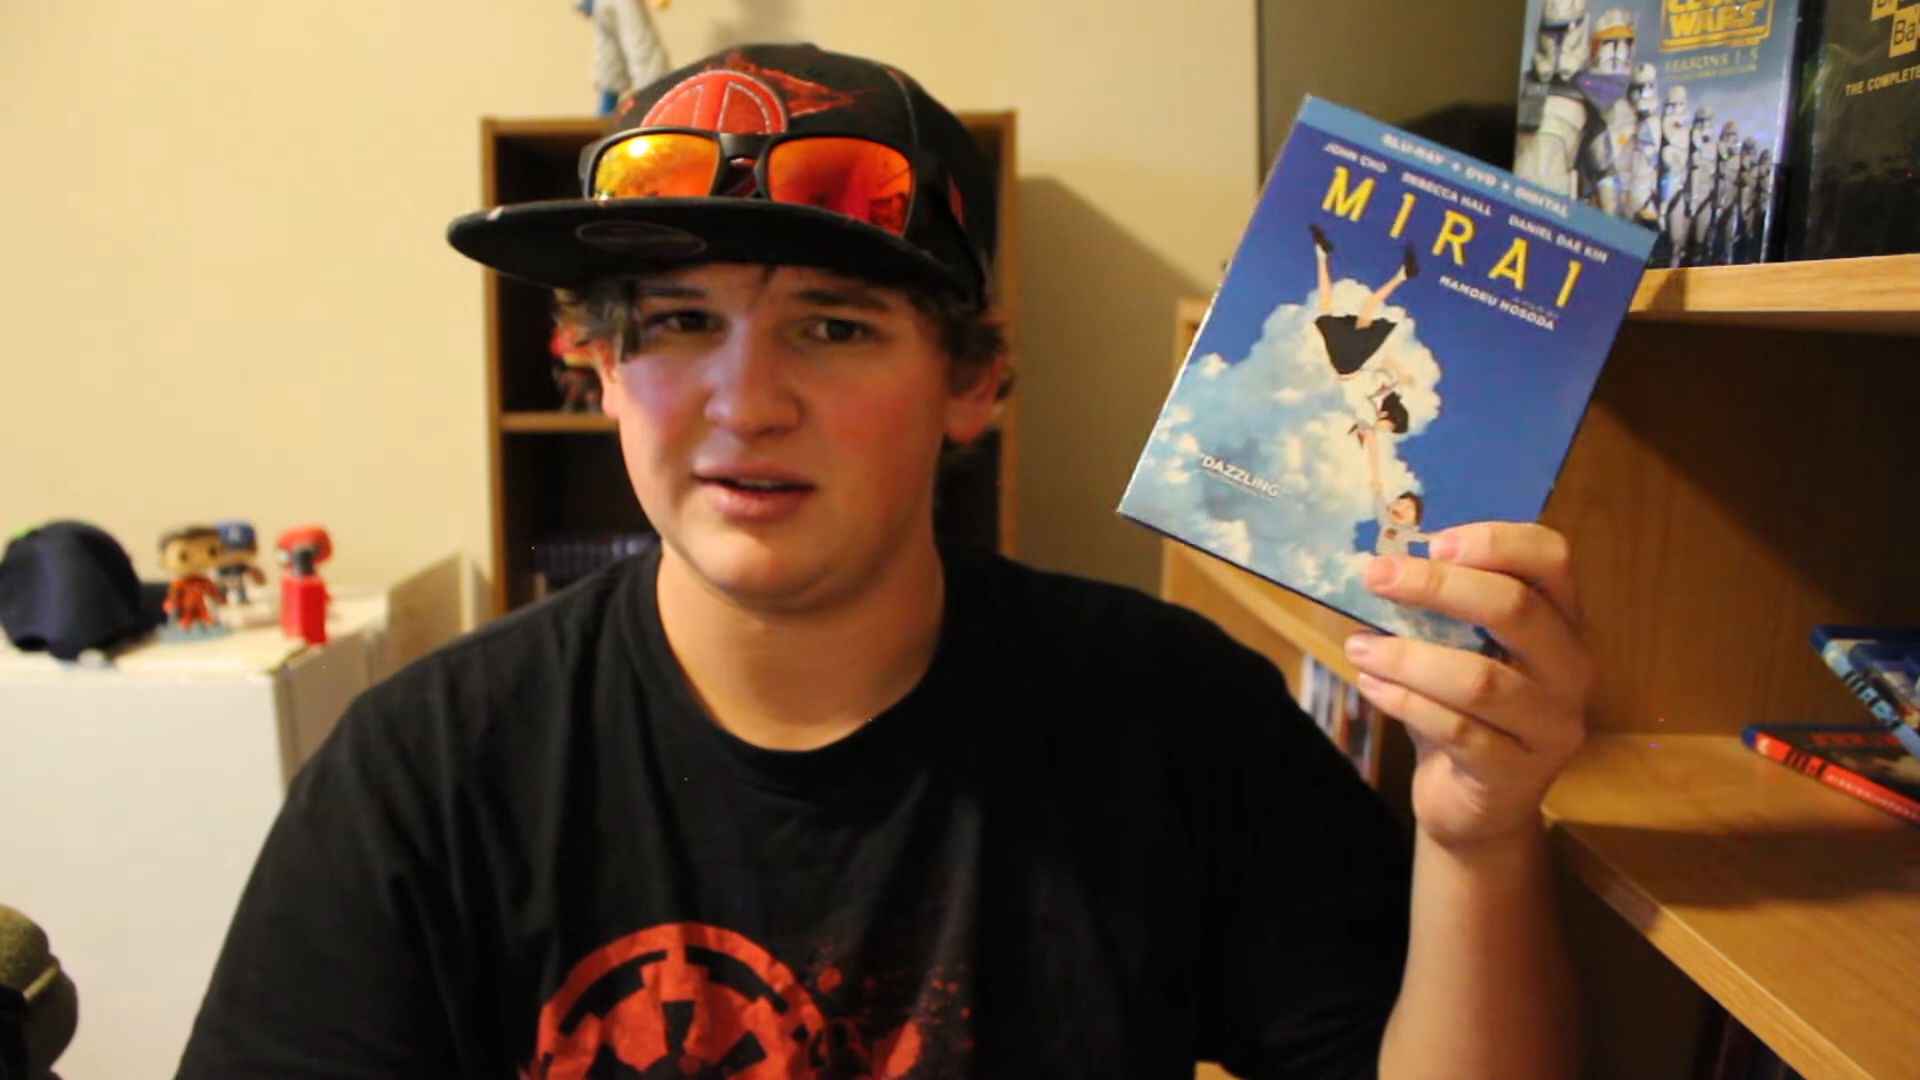 BLU-RAY + DVD + DIGITAL
JOHN CHO REBECCA HALL DANIEL DAE KIM
MIRAI
A FILM BY
MAMORU HOSODA
"DAZZLING
WARS
SEASONS 1-5
Ba
THE COMPLETE